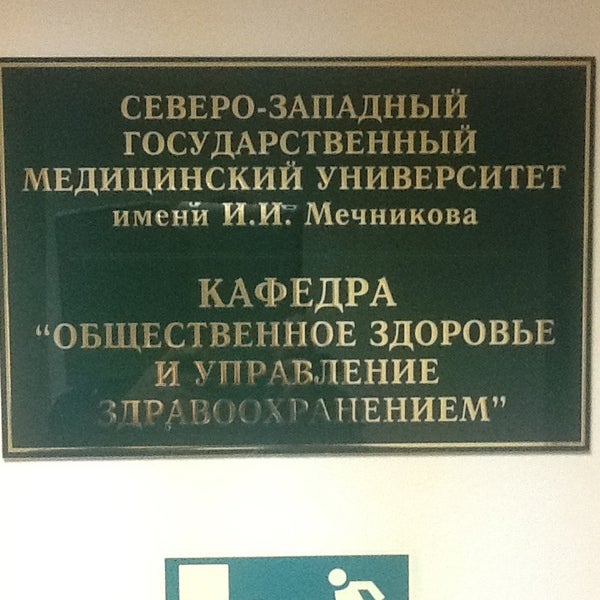 СЕВЕРО-ЗАПАДНЫЙ
ГОСУДАРСТВЕННЫЙ
МЕДИЦИНСКИЙ УНИВЕРСИТЕТ
имени И.И. Мечникова
КАФЕДРА
“ОБЩЕСТВЕННОЕ ЗДОРОВЬЕ
И УПРАВЛЕНИЕ
ЗДРАВООХРАНЕНИЕМ”